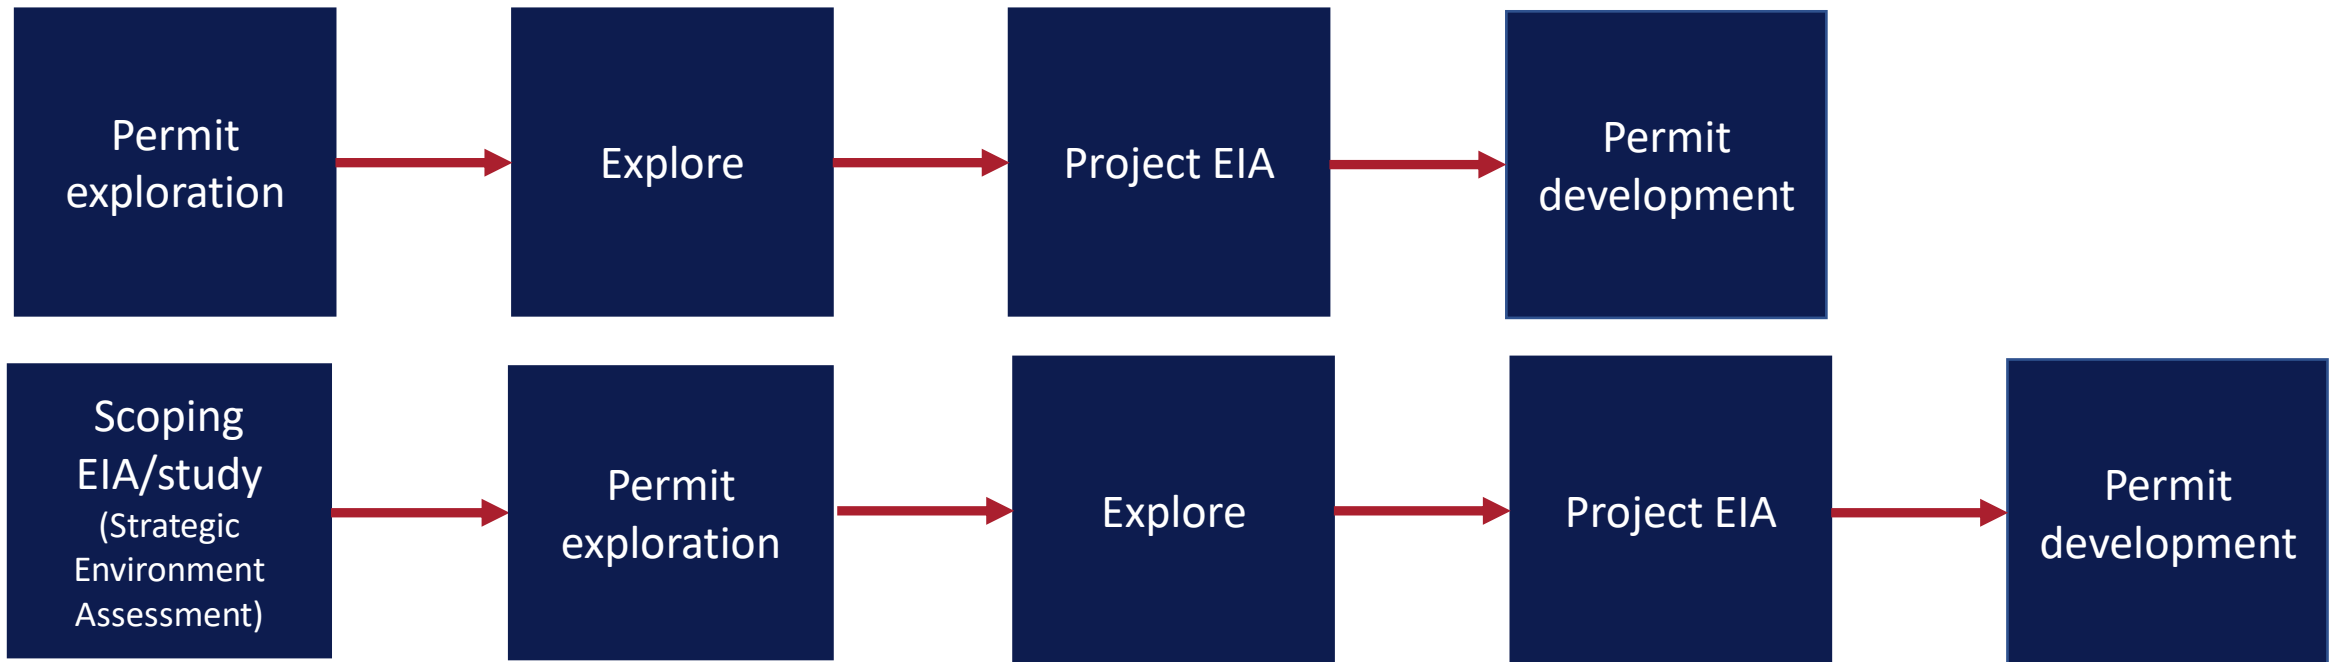 Permit
exploration
Explore
Project EIA
Permit
development
Scoping
EIA/study
(Strategic
Environment
Assessment)
Permit
exploration
Explore
Project EIA
Permit
development